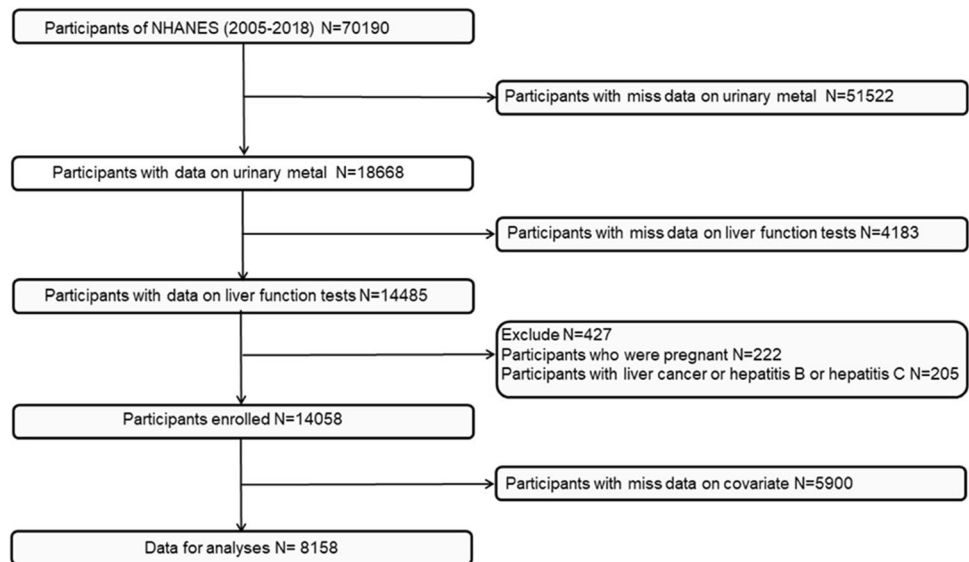 Participants of NHANES (2005-2018) N=70190
Participants with miss data on urinary metal N=51522
Participants with data on urinary metal N=18668
Participants with miss data on liver function tests N=4183
Participants with data on liver function tests N=14485
Exclude N=427
Participants who were pregnant N=222
Participants with liver cancer or hepatitis B or hepatitis C N=205
Participants enrolled N=14058
Participants with miss data on covariate N=5900
Data for analyses N= 8158